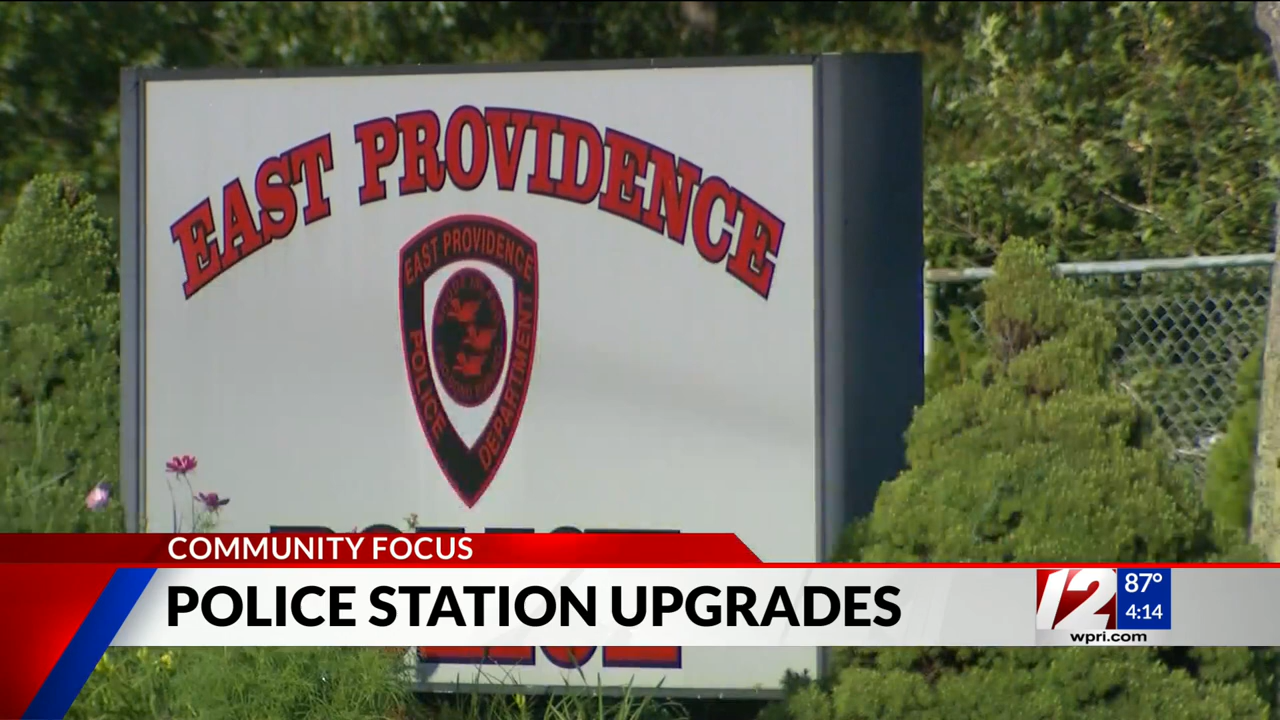 EAST PROVIDENCE
EAST PROVIDENCE
POLICE
DEPARTMENT
COMMUNITY FOCUS
POLICE STATION UPGRADES
12
87°
4:14
wpri.com